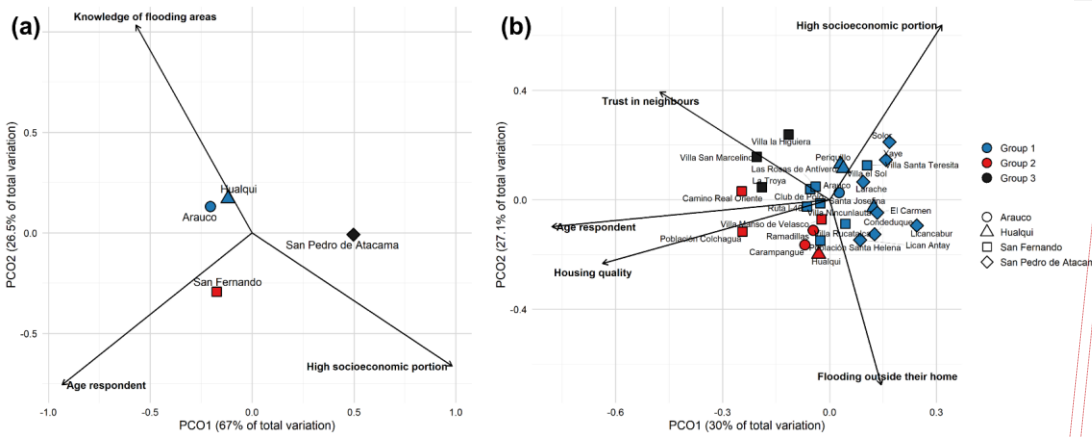 (a)
Knowledge of flooding areas
1.0
0.5
0.0
-0.5
PCO2 (26.5% of total variation)
Hualqui
Arauco
San Pedro de Atacama
San Fernando
High socioeconomic portion
Age respondent
-1.0
-0.5
0.0
0.5
1.0
PCO1 (67% of total variation)
(b)
High socioeconomic portion
0.4
0.0
-0.4
PCO2 (27.1% of total variation)
Trust in neighbours
Villa la Higuera
Solor
Villa San Marcelino
Periquillo
Yaye
Las Rosas de Antivero
Villa Santa Teresita
La Troya
Villa el Sol
Arauco
Larache
Camino Real Oriente
Club de
Santa Josefina
Ruta
El Carmen
Villa Manso de Velasco
Villa Nincunlauta
Condeduque
Age respondent
Licancabur
Población Colchagua
Ramadillas
Villa Rucatalca
Población Santa Helena
Lican Antay
Carampangue
Hualqui
Housing quality
Flooding outside their home
-0.6
-0.3
0.0
0.3
PCO1 (30% of total variation)
Group 1
Group 2
Group 3
Arauco
Hualqui
San Fernando
San Pedro de Atacam